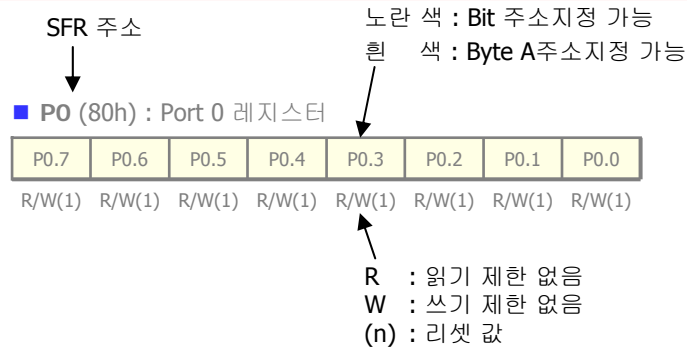 SFR 주소
노란 색 : Bit 주소지정 가능
흰 색 : Byte A주소지정 가능
P0 (80h) : Port 0 레지스터
P0.7 P0.6 P0.5 P0.4 P0.3 P0.2 P0.1 P0.0
R/W(1) R/W(1) R/W(1) R/W(1) R/W(1) R/W(1) R/W(1) R/W(1)
R : 읽기 제한 없음
W : 쓰기 제한 없음
(n) : 리셋 값